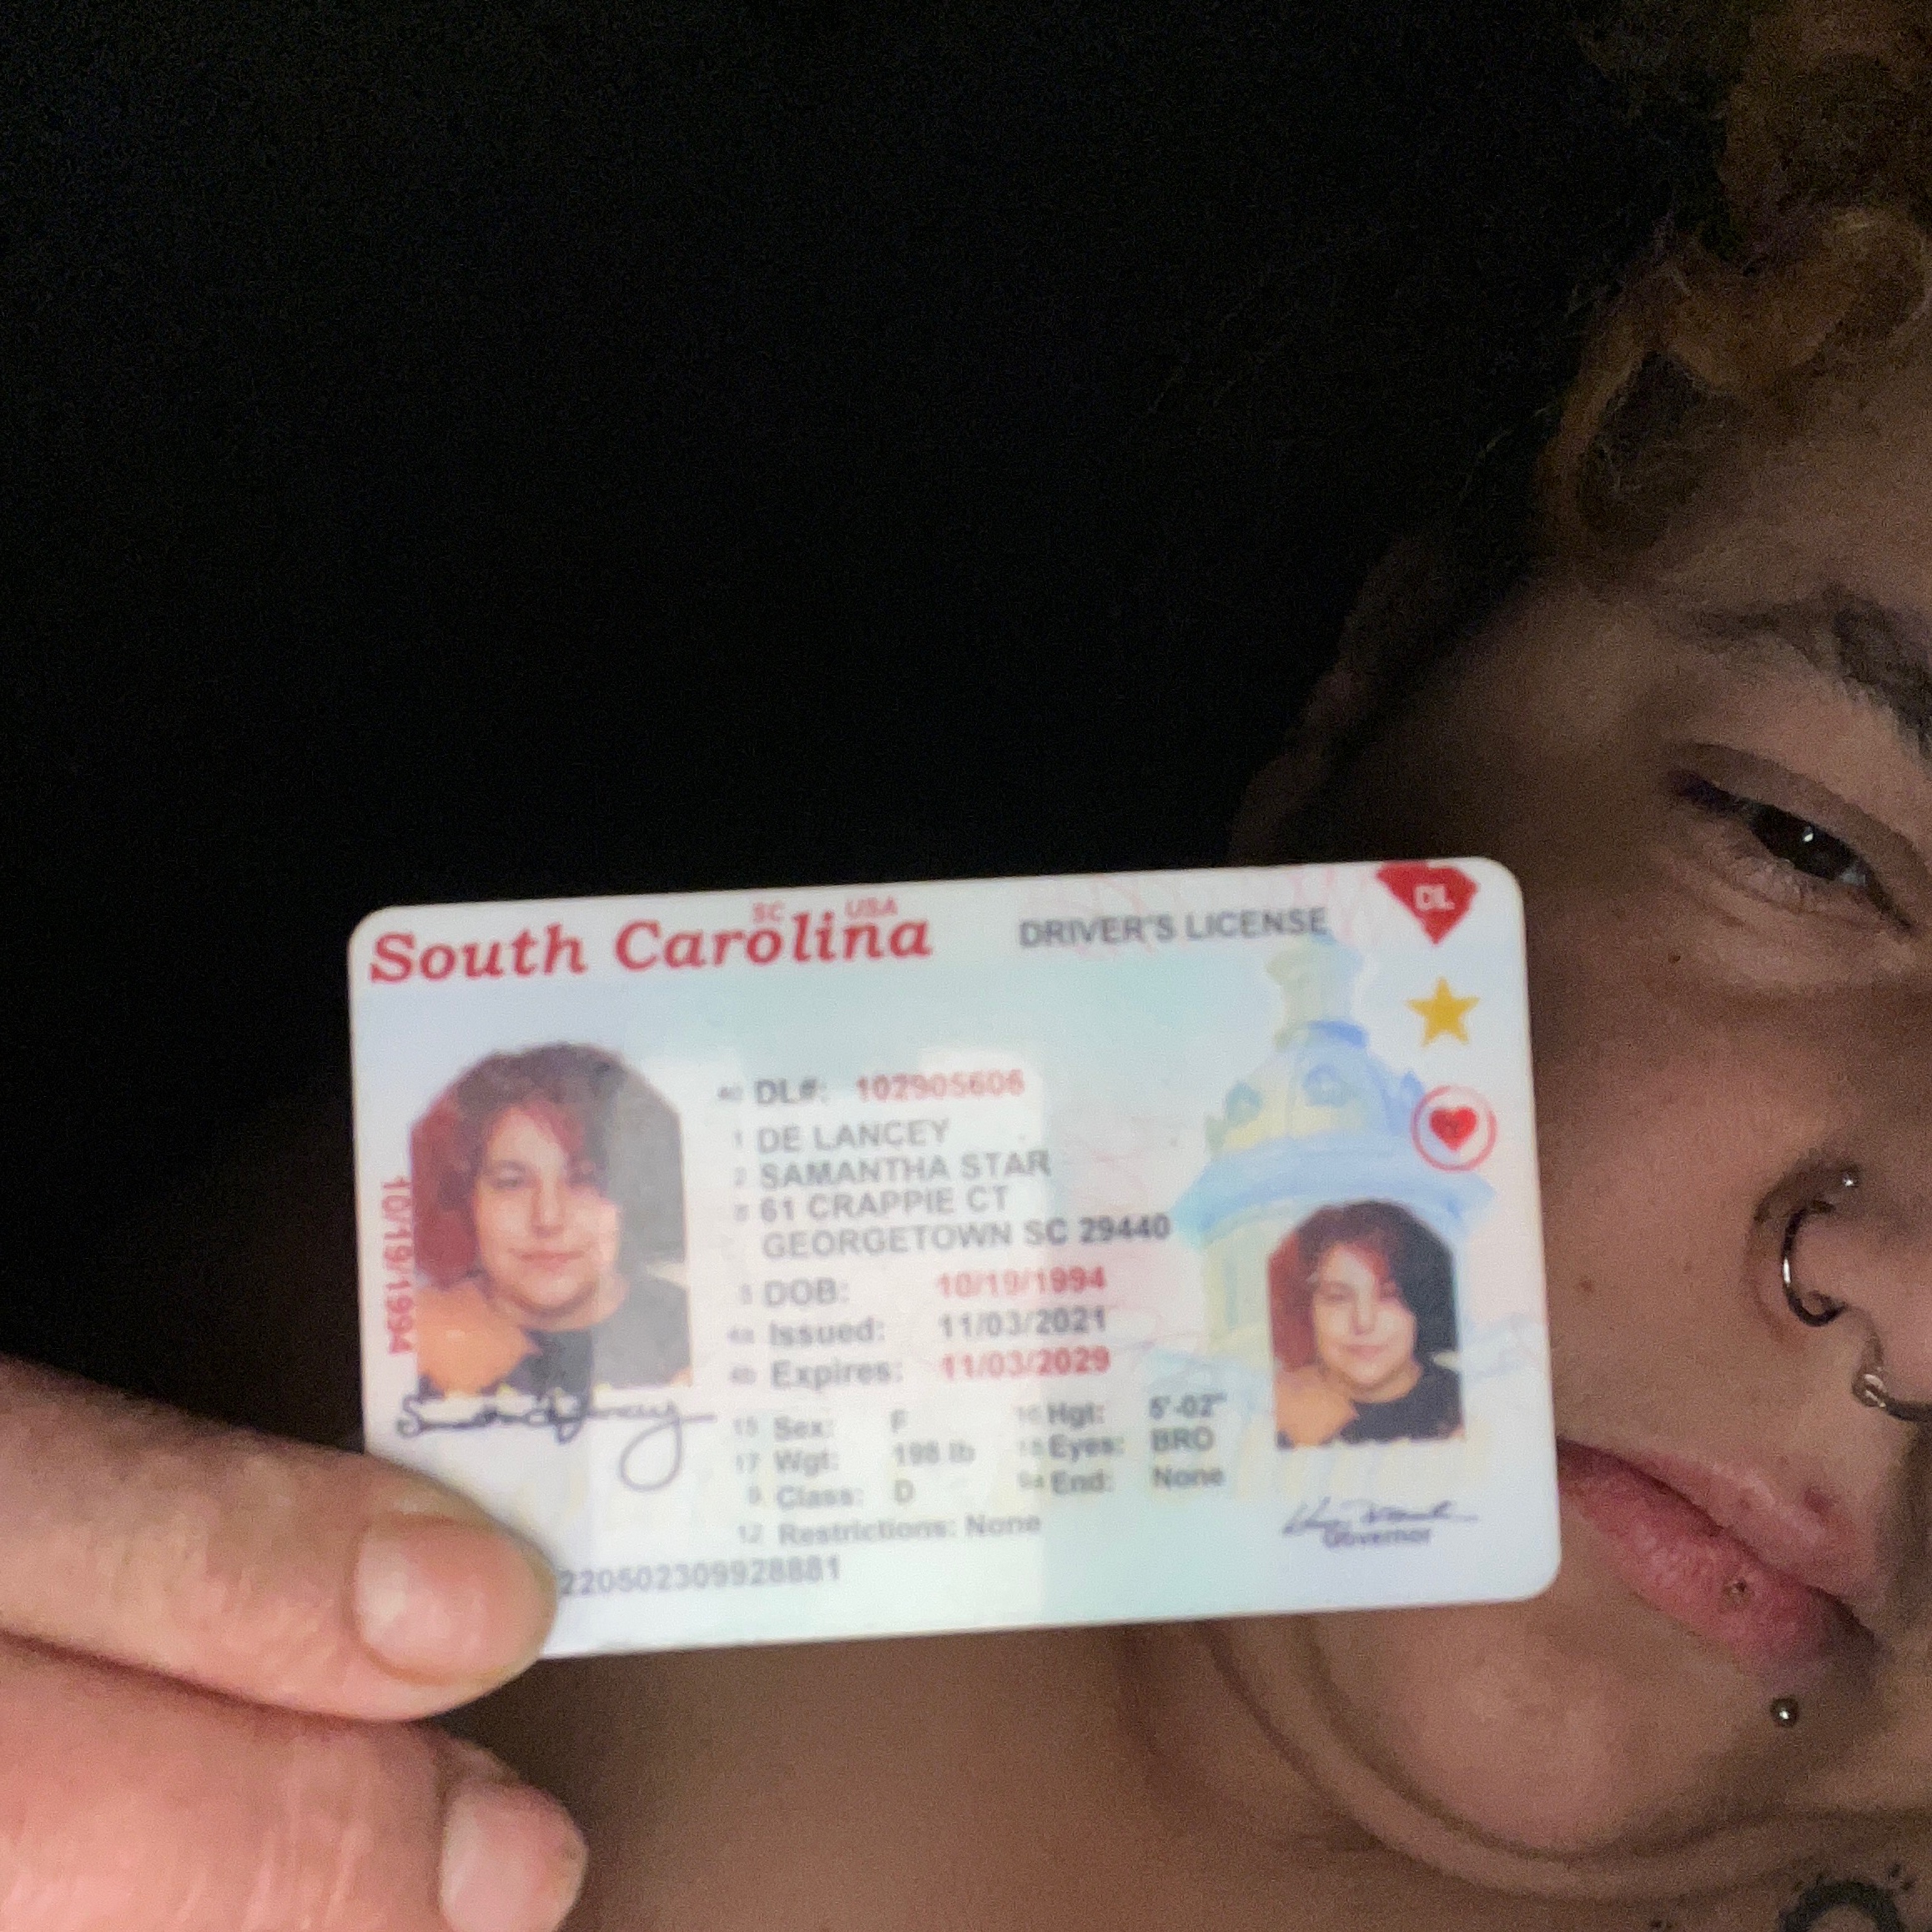 SC USA
South Carolina DRIVER'S LICENSE DL
4d DL#: 102905606
1 DE LANCEY
2 SAMANTHA STAR
8 61 CRAPPIE CT
GEORGETOWN SC 29440
3 DOB: 10/19/1994
4a Issued: 11/03/2021
4b Expires: 11/03/2029
15 Sex: F 16 Hgt: 5'-02"
17 Wgt: 198 lb 18 Eyes: BRO
9 Class: D 9a End: None
12 Restrictions: None
220502309928881
10/19/1994
Governor